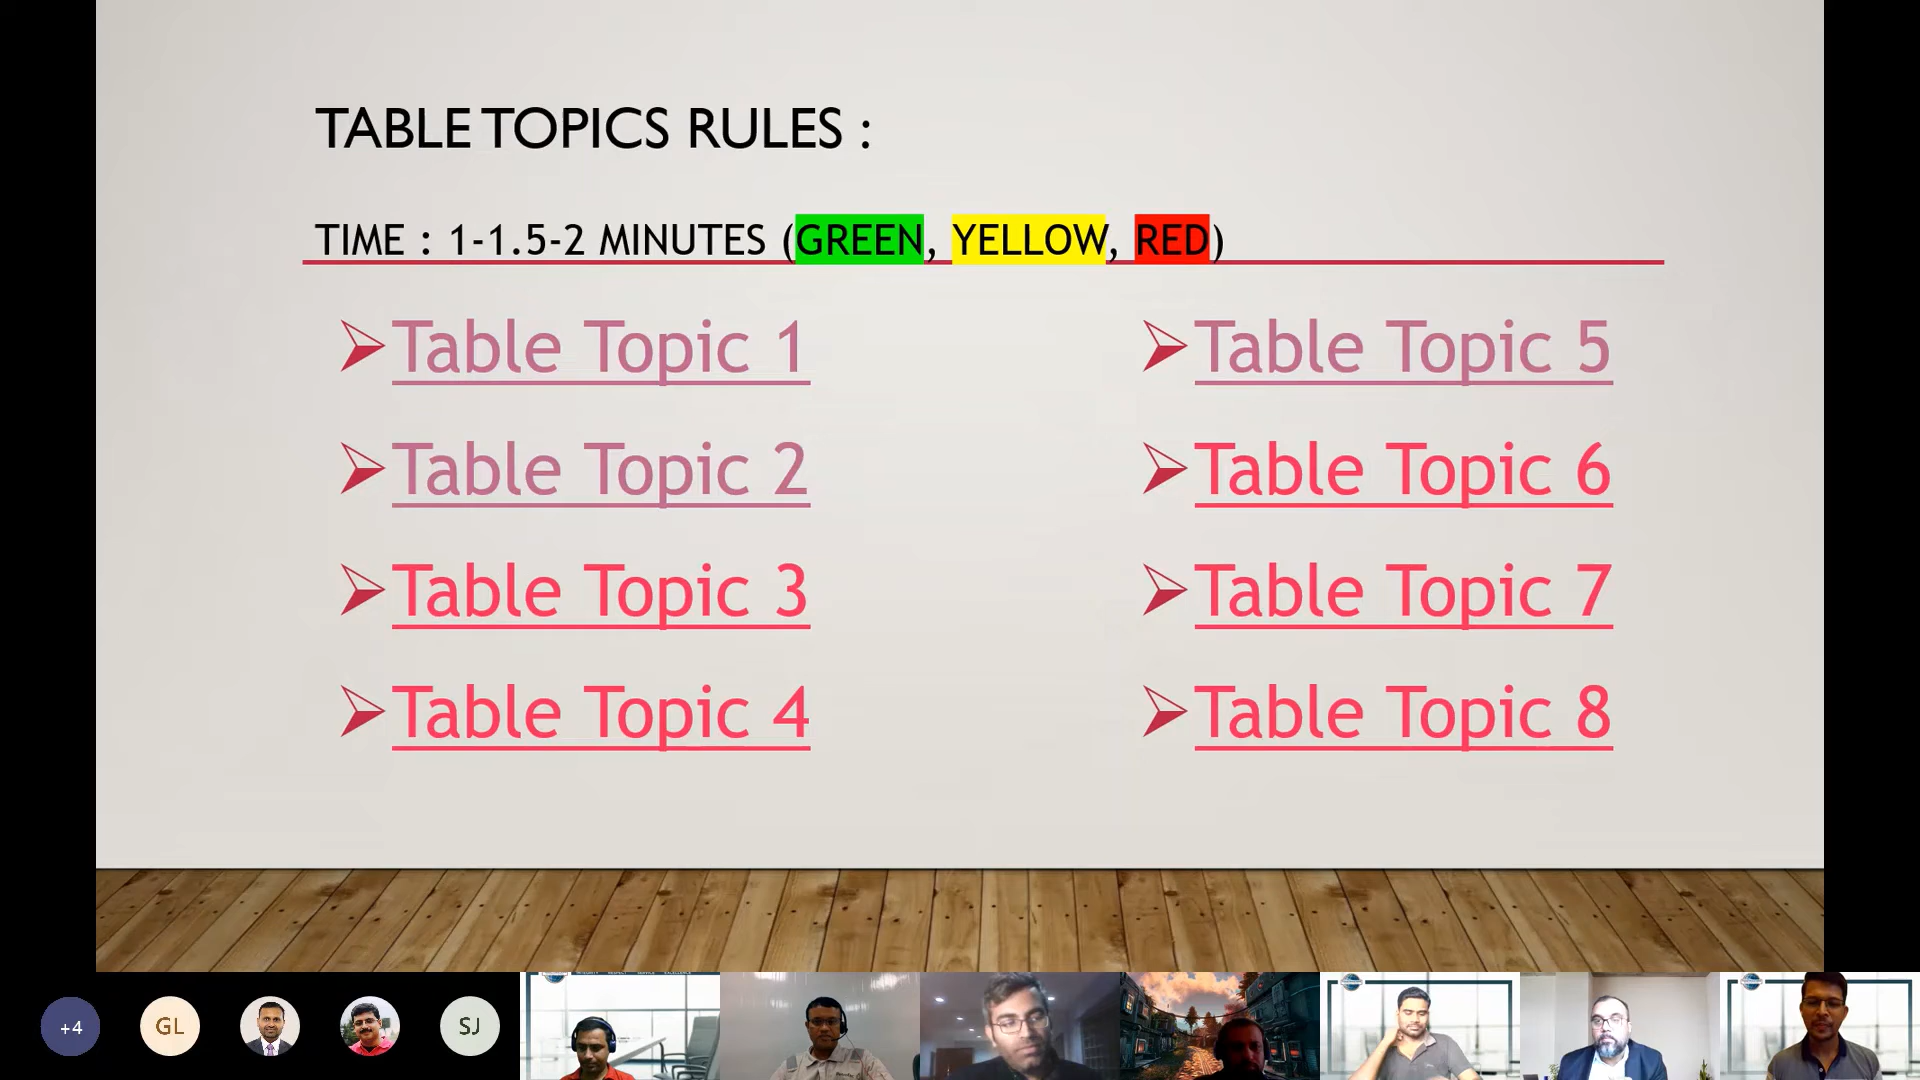 TABLE TOPICS RULES :
TIME : 1-1.5-2 MINUTES (GREEN, YELLOW, RED)
Table Topic 1
Table Topic 2
Table Topic 3
Table Topic 4
Table Topic 5
Table Topic 6
Table Topic 7
Table Topic 8
+4
GL
SJ